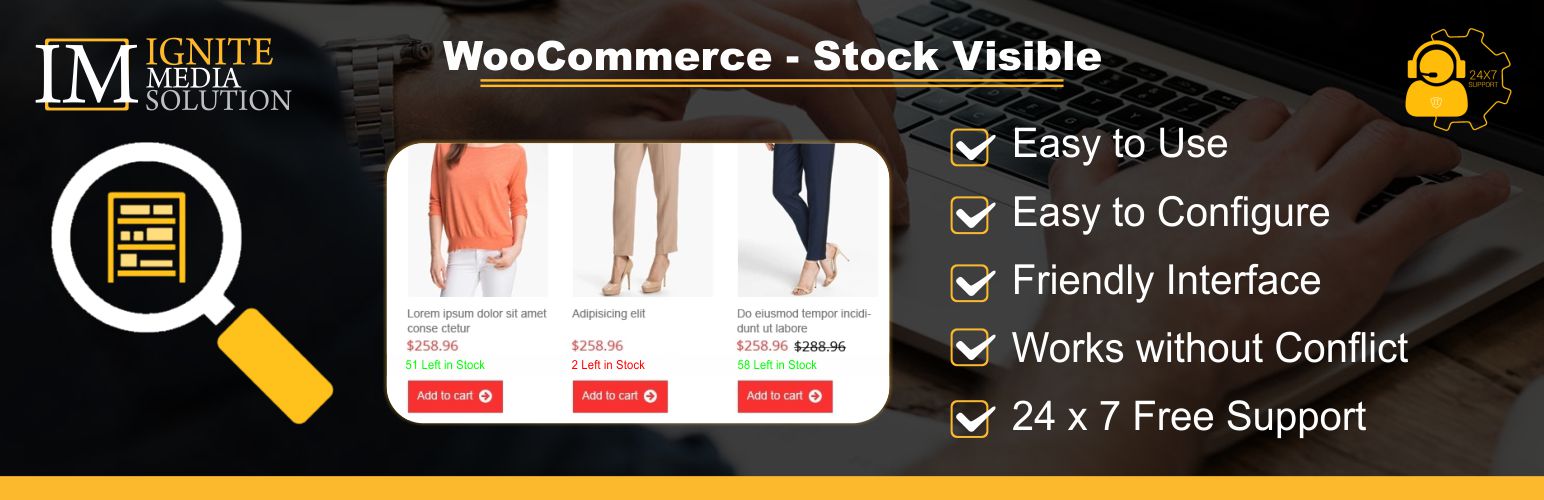 IM IGNITE
MEDIA
SOLUTION
WooCommerce - Stock Visible
24X7
SUPPORT
Lorem ipsum dolor sit amet
conse ctetur
$258.96
51 Left in Stock
Add to cart
Adipisicing elit
$258.96
2 Left in Stock
Add to cart
Do eiusmod tempor incidi-
dunt ut labore
$258.96 $288.96
58 Left in Stock
Add to cart
Easy to Use
Easy to Configure
Friendly Interface
Works without Conflict
24 x 7 Free Support